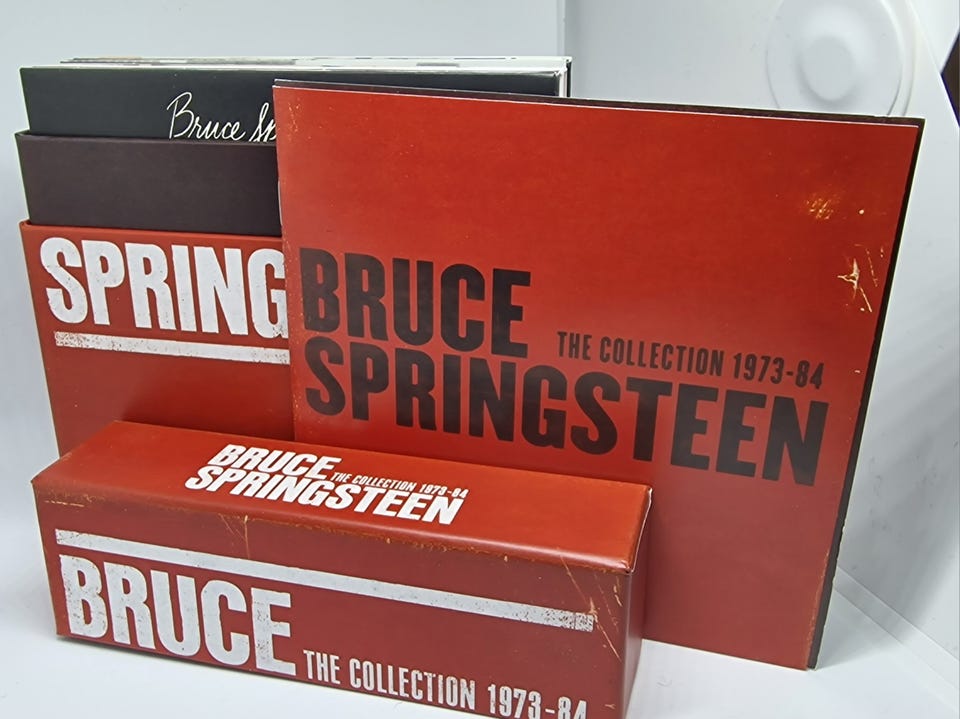 Bruce Sp
SPRING
BRUCE
THE COLLECTION 1973-84
SPRINGSTEEN
BRUCE
THE COLLECTION 1973-84
SPRINGSTEEN
BRUCE
THE COLLECTION 1973-84